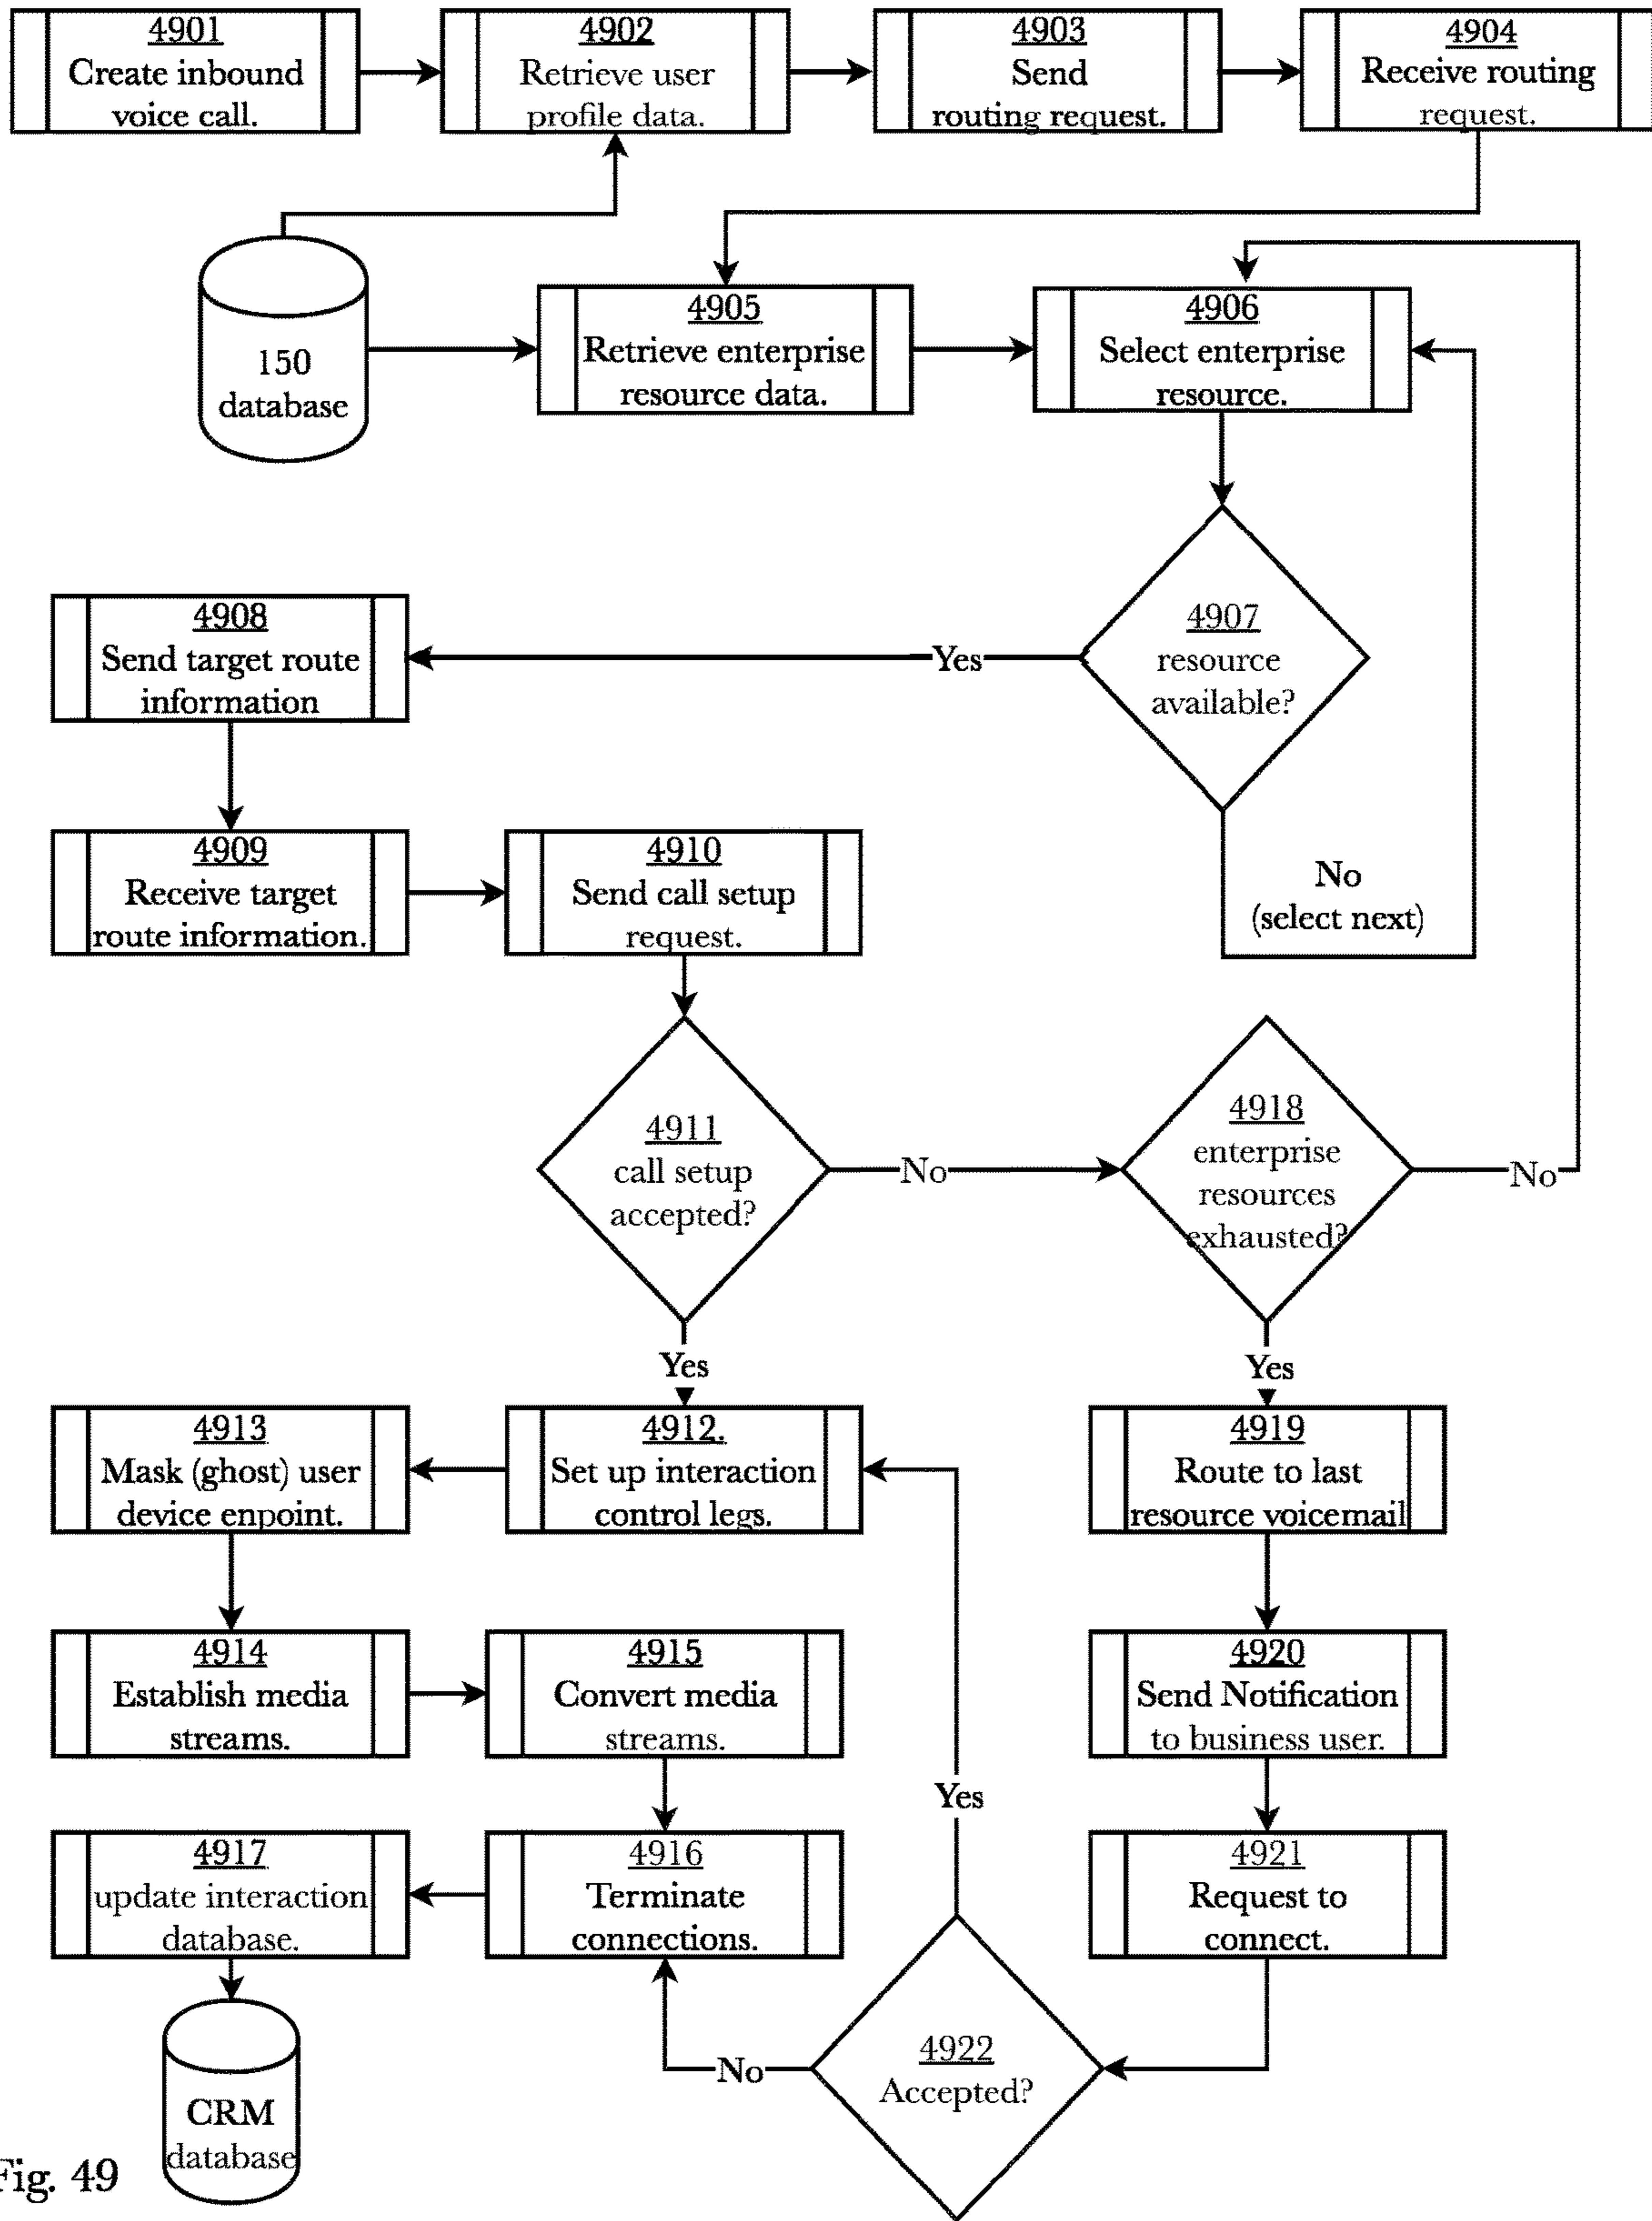 4901
Create inbound
voice call.
4902
Retrieve user
profile data.
4903
Send
routing request.
4904
Receive routing
request.
150
database
4905
Retrieve enterprise
resource data.
4906
Select enterprise
resource.
4907
resource
available?
Yes
4908
Send target route
information
No
(select next)
4909
Receive target
route information.
4910
Send call setup
request.
4911
call setup
accepted?
No
4918
enterprise
resources
exhausted?
No
Yes
Yes
4913
Mask (ghost) user
device enpoint.
4912.
Set up interaction
control legs.
4919
Route to last
resource voicemail
4914
Establish media
streams.
4915
Convert media
streams.
4920
Send Notification
to business user.
Yes
4917
update interaction
database.
4916
Terminate
connections.
4921
Request to
connect.
No
4922
Accepted?
CRM
database
Fig. 49